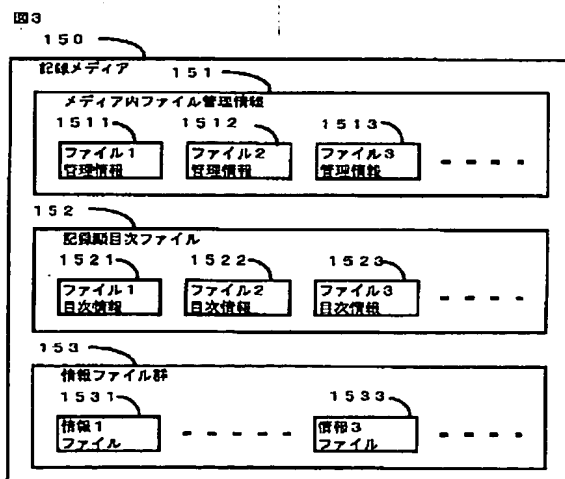 図3
150
記録メディア
151
メディア内ファイル管理情報
1511
1512
1513
ファイル1
管理情報
ファイル2
管理情報
ファイル3
管理情報
152
記録順目次ファイル
1521
1522
1523
ファイル1
目次情報
ファイル2
目次情報
ファイル3
目次情報
153
情報ファイル群
1531
1533
情報1
ファイル
情報3
ファイル